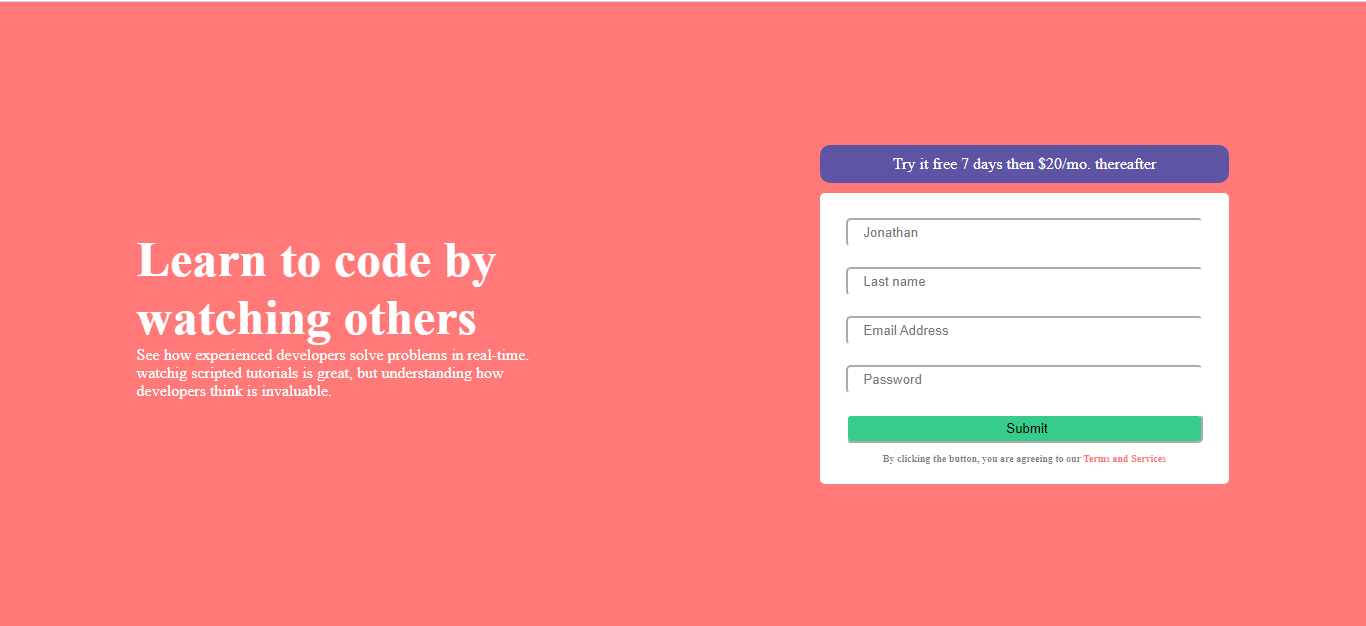 Learn to code by
watching others
See how experienced developers solve problems in real-time.
watchig scripted tutorials is great, but understanding how
developers think is invaluable.
Try it free 7 days then $20/mo. thereafter
Jonathan
Last name
Email Address
Password
Submit
By clicking the button, you are agreeing to our Terms and Services